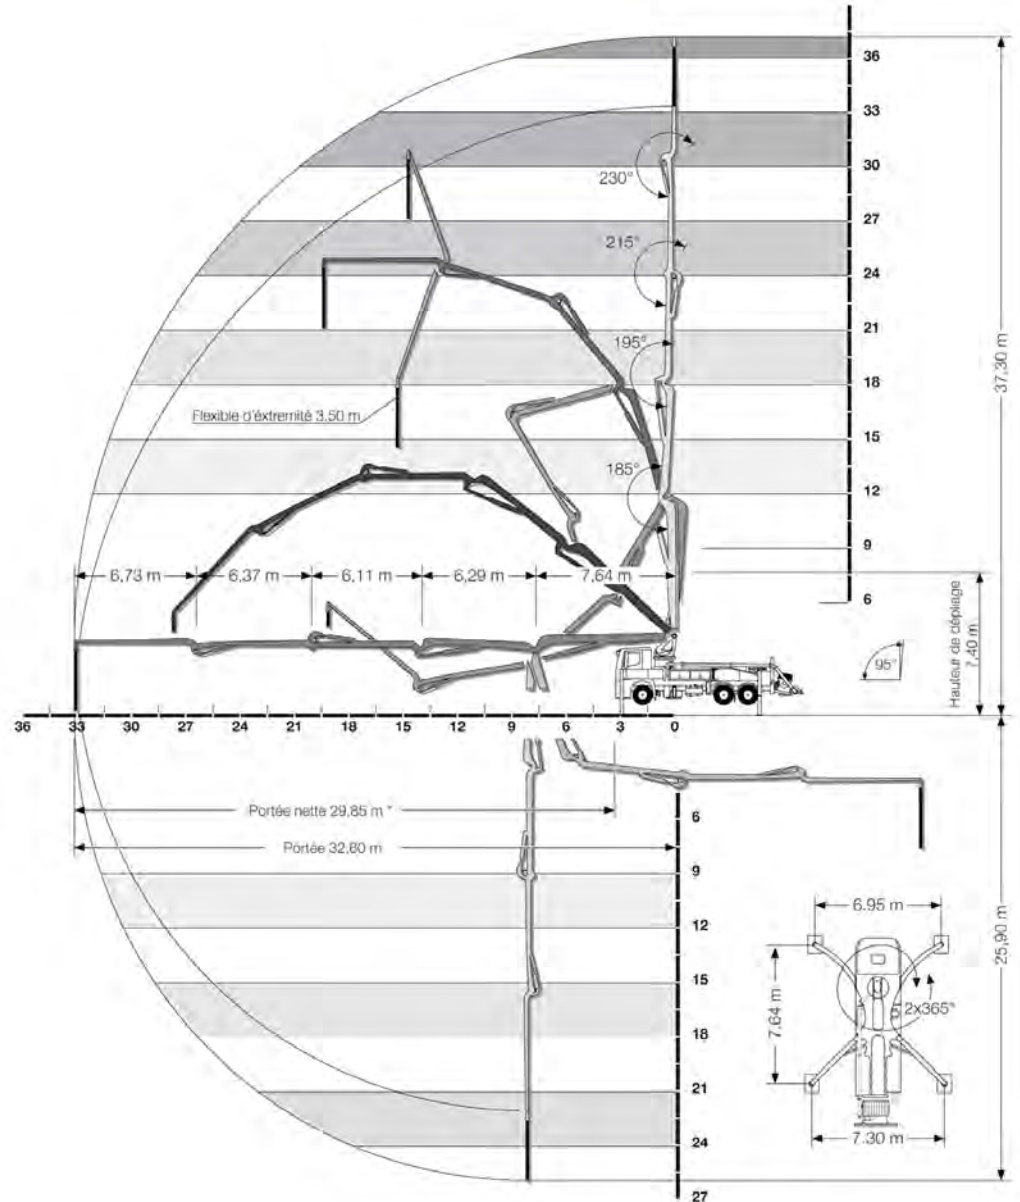 36
33
30
230°
27
215°
24
21
37,30 m
195°
18
Flexible d'éxtremité 3.50 m
15
185°
12
9
6,73 m
6,37 m
6,11 m
6,29 m
7,64 m
6
Hauteur de dépliage
7,40 m
95°
36
33
30
27
24
21
18
15
12
9
6
3
0
Portée nette 29,85 m *
6
Portée 32,60 m
9
6.95 m
12
25,90 m
15
7.64 m
2x365°
18
21
24
7.30 m
27